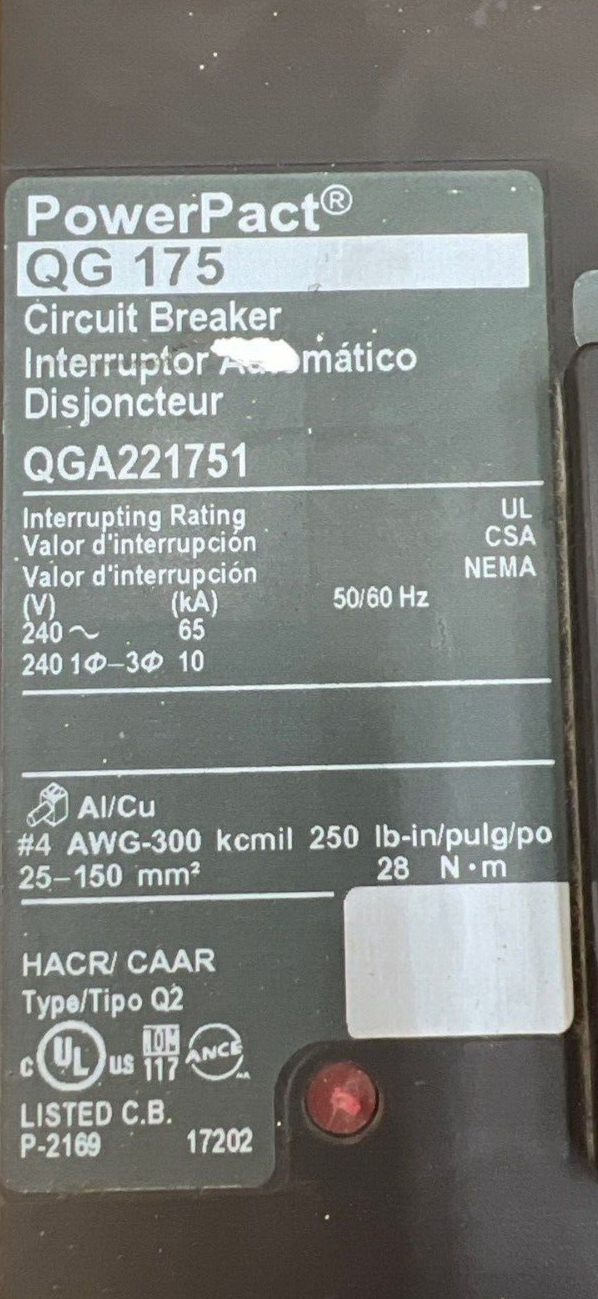 PowerPact®
QG 175
Circuit Breaker
Interruptor mático
Disjoncteur
QGA221751
Interrupting Rating UL
Valor d'interrupción CSA
Valor d'interrupción NEMA
(V) (kA) 50/60 Hz
240～ 65
240 1Φ–3Φ 10
Al/Cu
#4 AWG-300 kcmil 250 lb-in/pulg/po
25–150 mm² 28 N·m
HACR/ CAAR
Type/Tipo Q2
c UL us 117 ANCE
LISTED C.B.
P-2169 17202